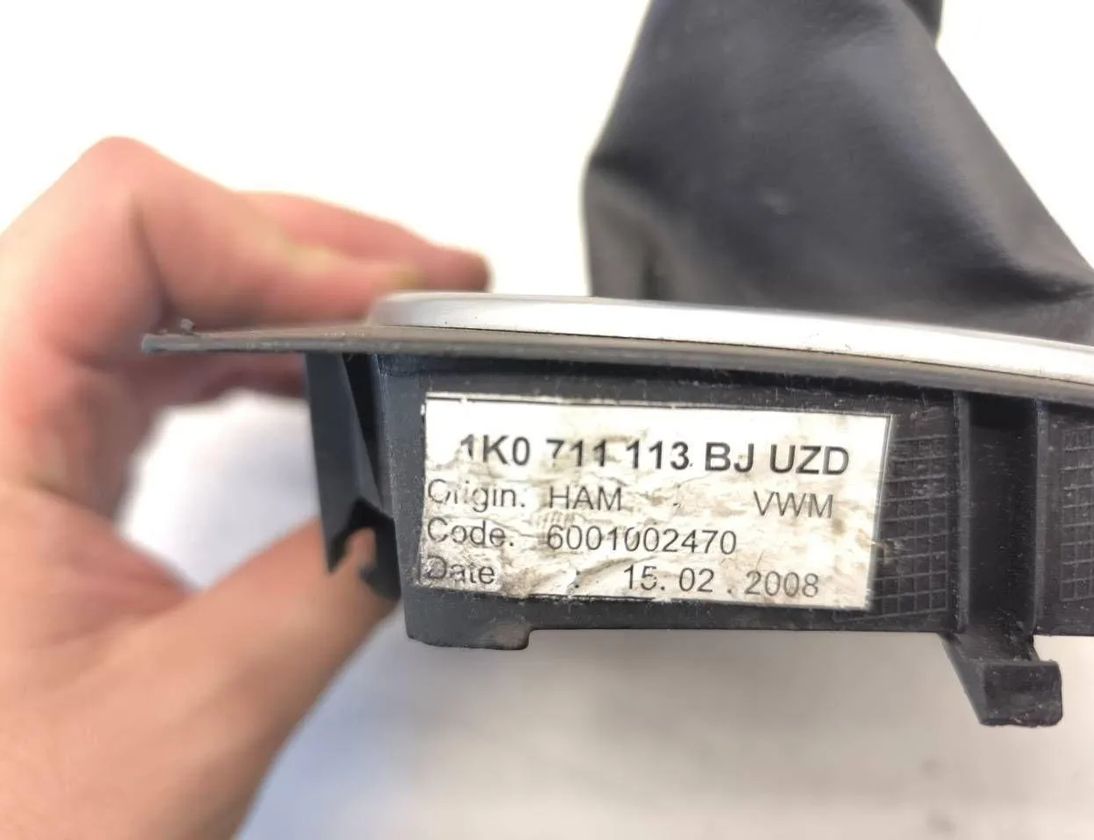 1K0 711 113 BJ UZD
Origin. HAM - VWM
Code. 6001002470
Date : 15. 02 . 2008